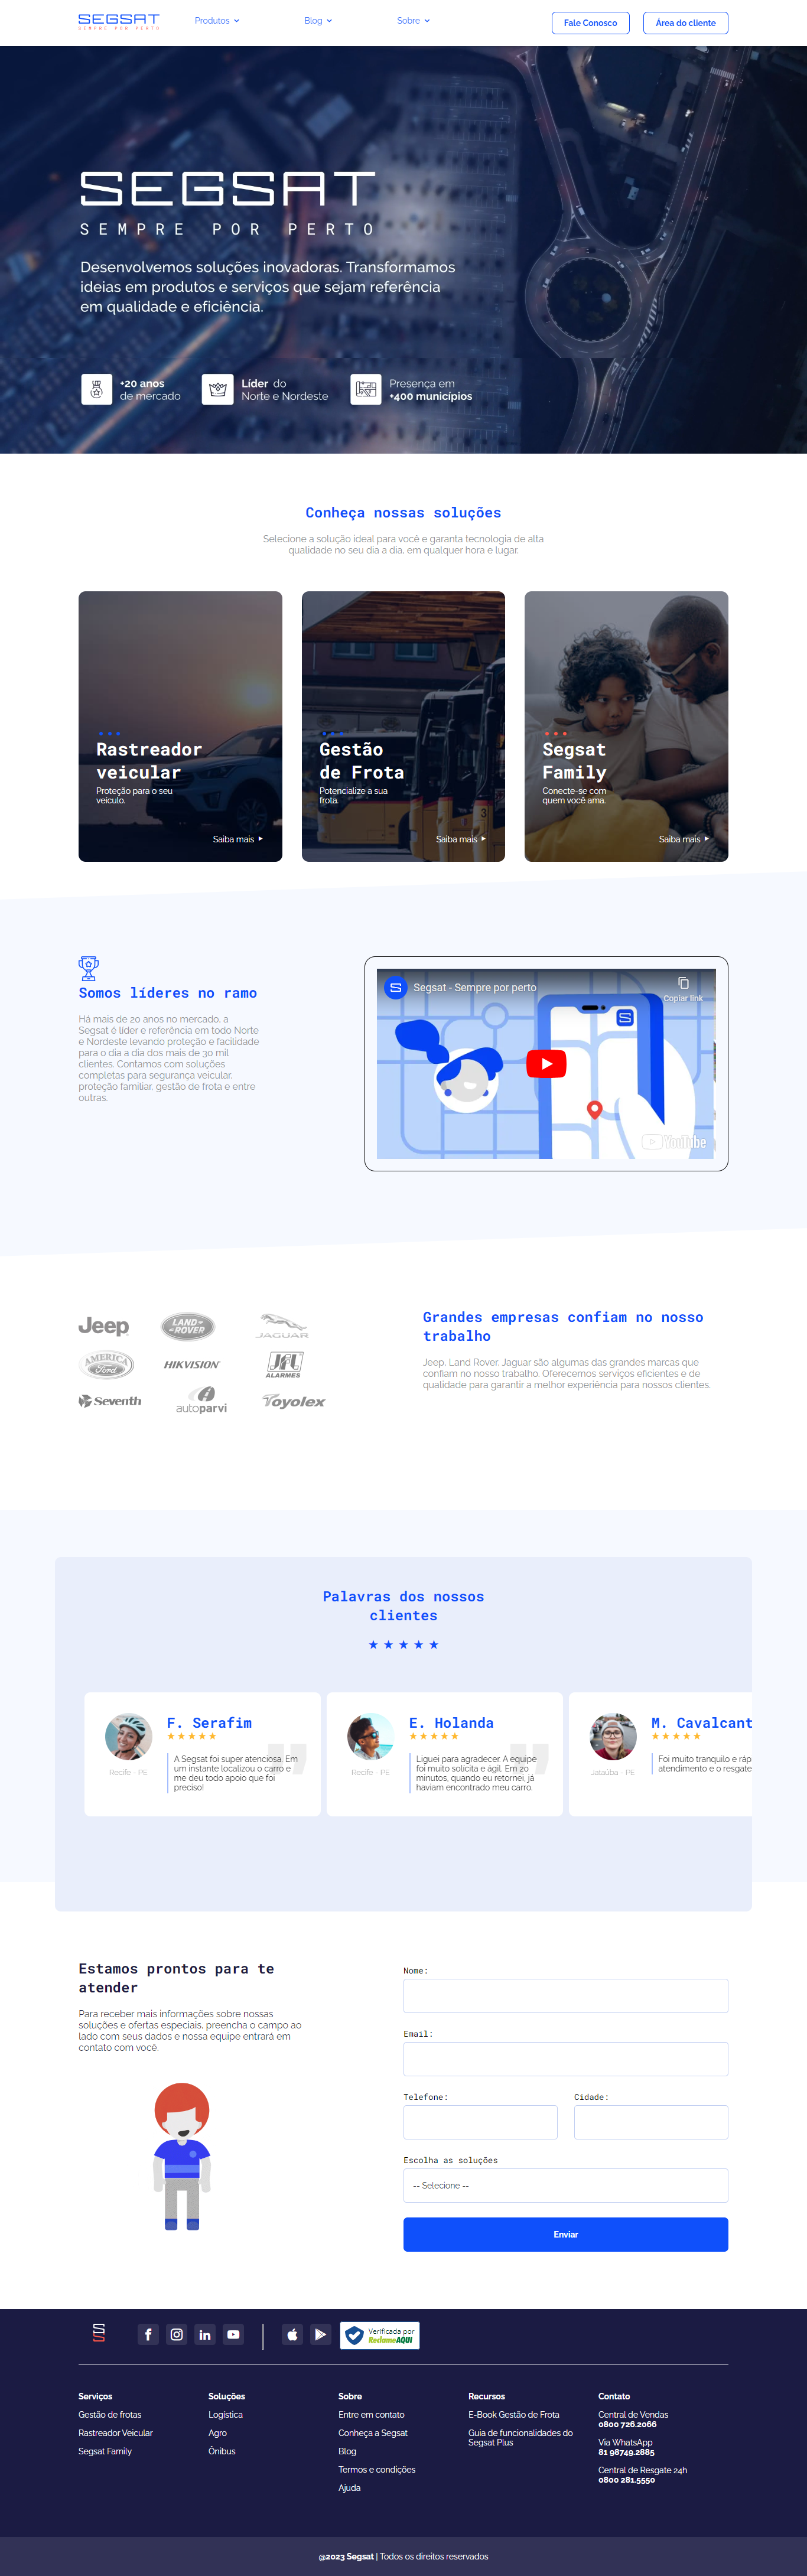 SEGSAT
SEMPRE POR PERTO
Produtos
Blog
Sobre
Fale Conosco
Área do cliente
SEGSAT
SEMPRE POR PERTO
Desenvolvemos soluções inovadoras. Transformamos
ideias em produtos e serviços que sejam referência
em qualidade e eficiência.
+20 anos
de mercado
Líder do
Norte e Nordeste
Presença em
+400 municípios
Conheça nossas soluções
Selecione a solução ideal para você e garanta tecnologia de alta
qualidade no seu dia a dia, em qualquer hora e lugar.
Rastreador
veicular
Proteção para o seu
veículo.
Saiba mais
Gestão
de Frota
Potencialize a sua
frota.
Saiba mais
3
Segsat
Family
Conecte-se com
quem você ama.
Saiba mais
Somos líderes no ramo
Há mais de 20 anos no mercado, a
Segsat é líder e referência em todo Norte
e Nordeste levando proteção e facilidade
para o dia a dia dos mais de 30 mil
clientes. Contamos com soluções
completas para segurança veicular,
proteção familiar, gestão de frota e entre
outras.
Segsat - Sempre por perto
Copiar link
YouTube
Jeep
LAND-
ROVER
JAGUAR
AMERICA
Ford
HIKVISION
JFL
ALARMES
Seventh
autoparvi
Toyolex
Grandes empresas confiam no nosso
trabalho
Jeep, Land Rover, Jaguar são algumas das grandes marcas que
confiam no nosso trabalho. Oferecemos serviços eficientes e de
qualidade para garantir a melhor experiência para nossos clientes.
Palavras dos nossos
clientes
F. Serafim
A Segsat foi super atenciosa. Em
um instante localizou o carro e
me deu todo apoio que foi
preciso!
Recife - PE
E. Holanda
Liguei para agradecer. A equipe
foi muito solícita e ágil. Em 20
minutos, quando eu retornei, já
haviam encontrado meu carro.
Recife - PE
M. Cavalcant
Foi muito tranquilo e ráp
atendimento e o resgate
Jataúba - PE
Estamos prontos para te
atender
Para receber mais informações sobre nossas
soluções e ofertas especiais, preencha o campo ao
lado com seus dados e nossa equipe entrará em
contato com você.
Nome:
Email:
Telefone:
Cidade:
Escolha as soluções
-- Selecione --
Enviar
Verificada por
ReclameAQUI
Serviços
Gestão de frotas
Rastreador Veicular
Segsat Family
Soluções
Logística
Agro
Ônibus
Sobre
Entre em contato
Conheça a Segsat
Blog
Termos e condições
Ajuda
Recursos
E-Book Gestão de Frota
Guia de funcionalidades do
Segsat Plus
Contato
Central de Vendas
0800 726.2066
Via WhatsApp
81 98749.2885
Central de Resgate 24h
0800 281.5550
@2023 Segsat | Todos os direitos reservados